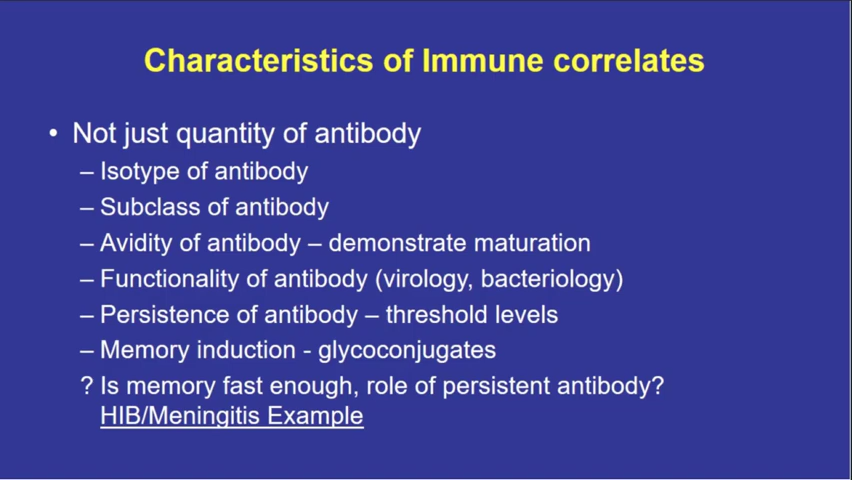 Characteristics of Immune correlates
• Not just quantity of antibody
– Isotype of antibody
– Subclass of antibody
– Avidity of antibody – demonstrate maturation
– Functionality of antibody (virology, bacteriology)
– Persistence of antibody – threshold levels
– Memory induction - glycoconjugates
? Is memory fast enough, role of persistent antibody?
HIB/Meningitis Example